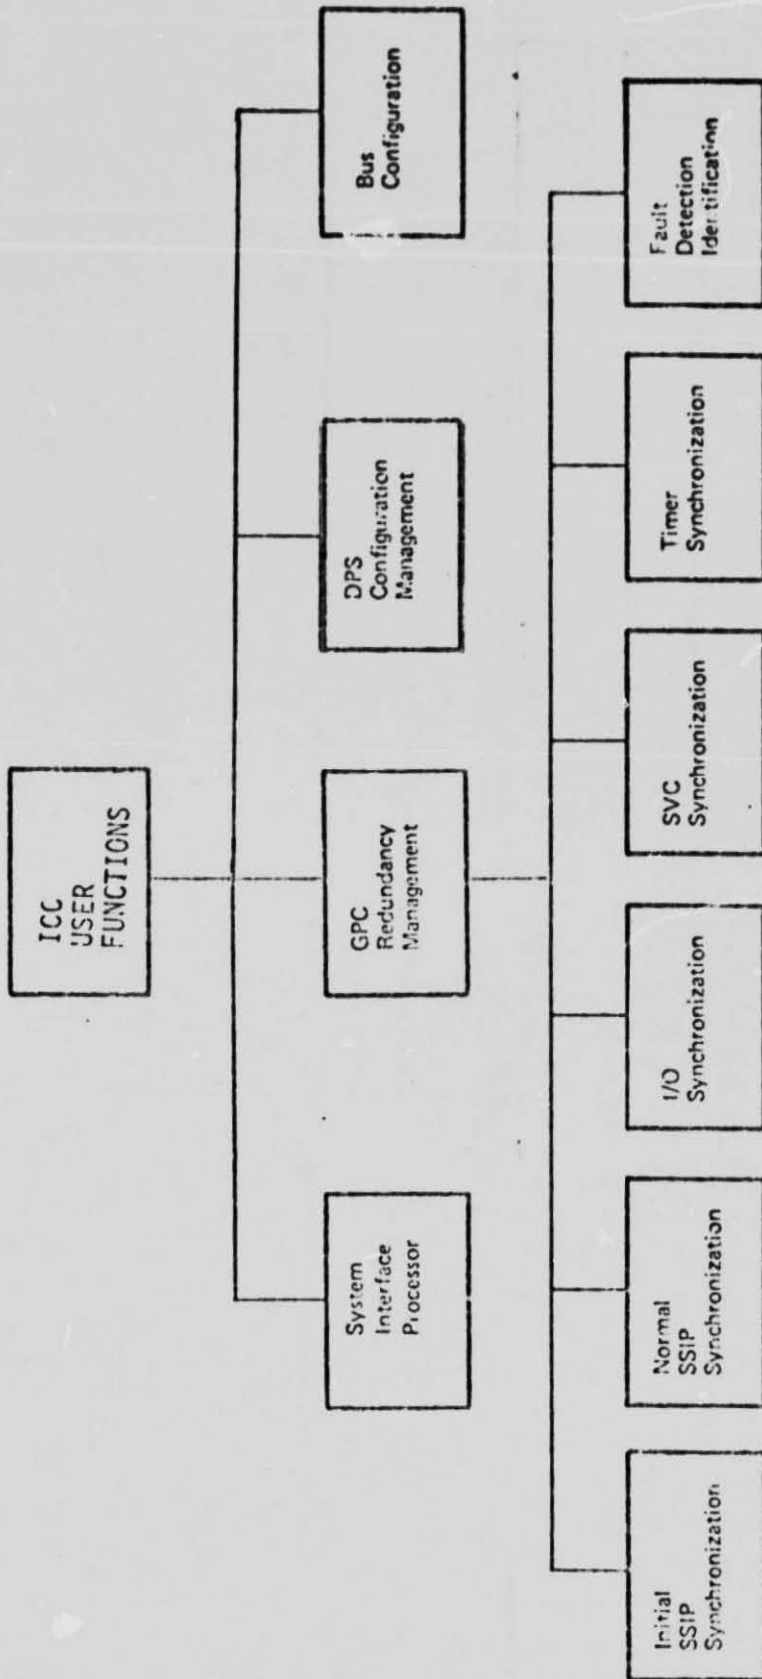 ICC
USER
FUNCTIONS
System
Interface
Processor
GPC
Redundancy
Management
DPS
Configuration
Management
Bus
Configuration
Initial
SSIP
Synchronization
Normal
SSIP
Synchronization
I/O
Synchronization
SVC
Synchronization
Timer
Synchronization
Fault
Detection
Identification